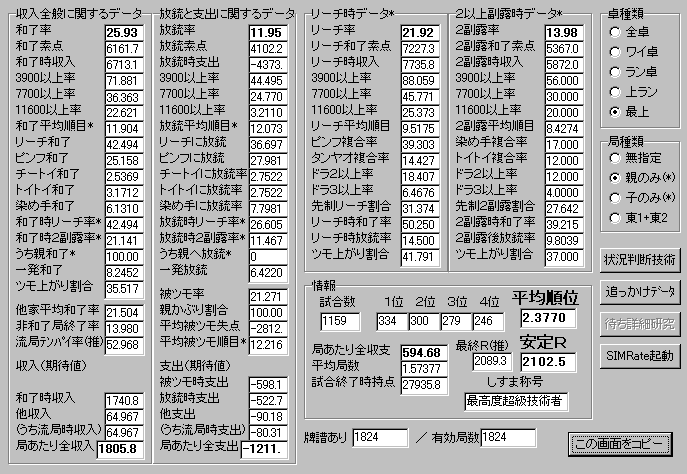 収入全般に関するデータ
和了率 25.93
和了素点 6161.7
和了時収入 6713.1
3900以上率 71.881
7700以上率 36.363
11600以上率 22.621
和了平均順目* 11.904
リーチ和了 42.494
ピンフ和了 25.158
チートイ和了 2.5369
トイトイ和了 3.1712
染め手和了 6.1310
和了時リーチ率* 42.494
和了時2副露率* 21.141
うち親和了* 100.00
一発和了 8.2452
ツモ上がり割合 35.517
他家平均和了率 21.504
非和了局終了率 13.980
流局テンパイ率(推) 52.968
収入(期待値)
和了時収入 1740.8
他収入 64.967
(うち流局時収入) 64.967
局あたり全収入 1805.8
放銃と支出に関するデータ
放銃率 11.95
放銃素点 4102.2
放銃時支出 -4373.
3900以上率 44.495
7700以上率 24.770
11600以上率 3.2110
放銃平均順目* 12.073
リーチに放銃 36.697
ピンフに放銃 27.981
チートイに放銃率 2.7522
トイトイに放銃率 2.7522
染め手に放銃率 7.7981
放銃時リーチ率* 26.605
放銃時2副露率* 11.467
うち親へ放銃* 0
一発放銃 6.4220
被ツモ率 21.271
親かぶり割合 100.00
平均被ツモ失点 -2812.
平均被ツモ順目* 12.216
支出(期待値)
被ツモ時支出 -598.1
放銃時支出 -522.7
他支出 -90.18
(うち流局時支出) -80.31
局あたり全支出 -1211.
リーチ時データ*
リーチ率 21.92
リーチ和了素点 7227.3
リーチ時収入 7735.8
3900以上率 88.059
7700以上率 45.771
11600以上率 25.373
リーチ平均順目 9.5175
ピンフ複合率 39.303
タンヤオ複合率 14.427
ドラ2以上率 18.407
ドラ3以上率 6.4676
先制リーチ割合 31.374
リーチ時和了率 50.250
リーチ時放銃率 14.500
ツモ上がり割合 41.791
2以上副露時データ*
2副露率 13.98
2副露和了素点 5367.0
2副露時収入 5872.0
3900以上率 56.000
7700以上率 30.000
11600以上率 20.000
2副露平均順目 8.4274
染め手複合率 17.000
トイトイ複合率 12.000
ドラ2以上率 12.000
ドラ3以上率 4.0000
先制2副露割合 27.642
2副露時和了率 39.215
2副露後放銃率 9.8039
ツモ上がり割合 37.000
情報
試合数 1位 2位 3位 4位 平均順位
1159 334 300 279 246 2.3770
局あたり全収支 594.68 最終R(推) 2089.3 安定R 2102.5
平均局数 1.57377
試合終了時持点 27935.8
しすま称号
最高度超級技術者
牌譜あり 1824 / 有効局数 1824
卓種類
全卓
ワイ卓
ラン卓
上ラン
最上
局種類
無指定
親のみ(*)
子のみ(*)
東1+東2
状況判断技術
追っかけデータ
待ち詳細研究
SIMRate起動
この画面をコピー